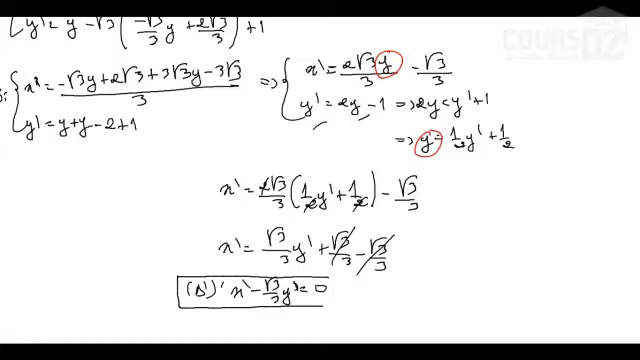 y' = y - √3 ( -√3/3 y + 2√3/3 ) + 1
COURS
{ x' = (-√3y + 2√3 + 3√3y - 3√3)/3 => { x' = 2√3 y/3 - √3/3
y' = y + y - 2 + 1
y' = 2y - 1 => 2y = y' + 1
=> y = 1/2 y' + 1/2
x' = 2√3/3 ( 1/2 y' + 1/2 ) - √3/3
x' = √3/3 y' + √3/3 - √3/3
(Δ')' x' - √3/3 y' = 0